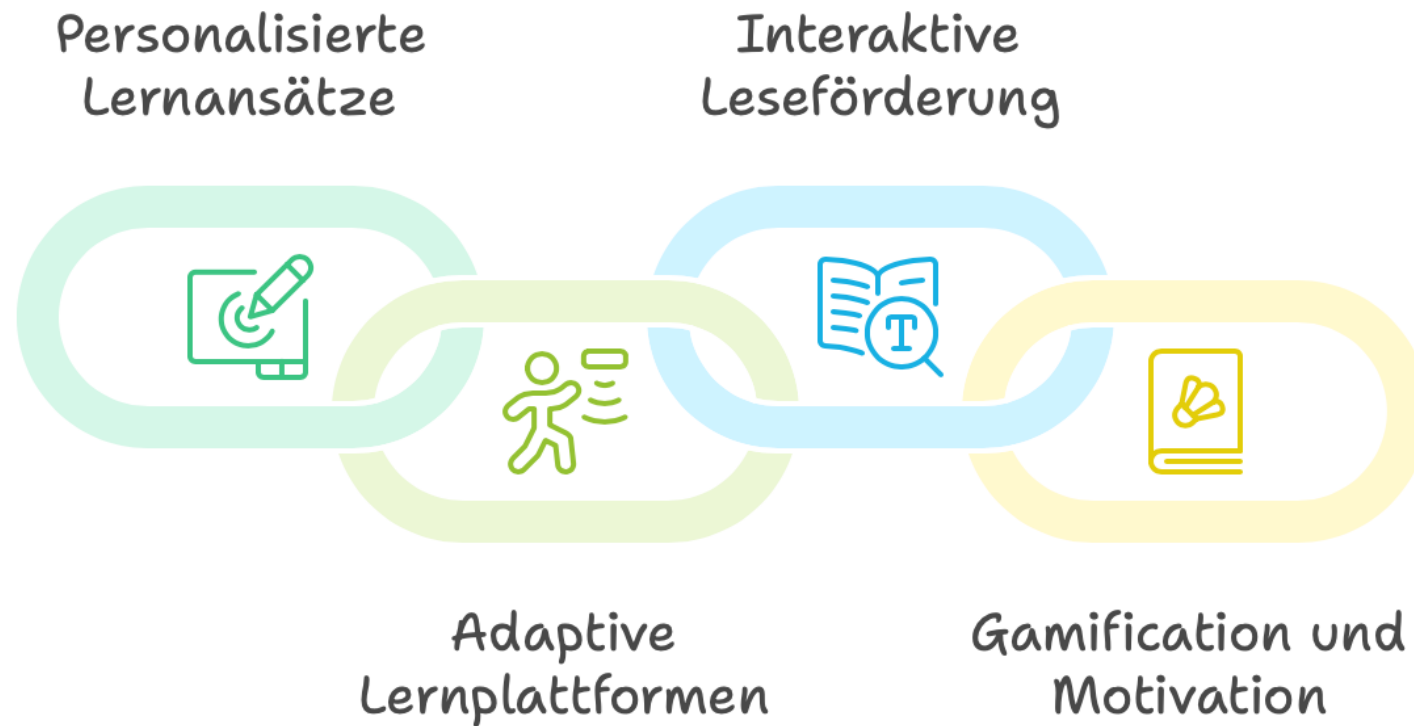 Personalisierte
Lernansätze
Interaktive
Leseförderung
Adaptive
Lernplattformen
Gamification und
Motivation